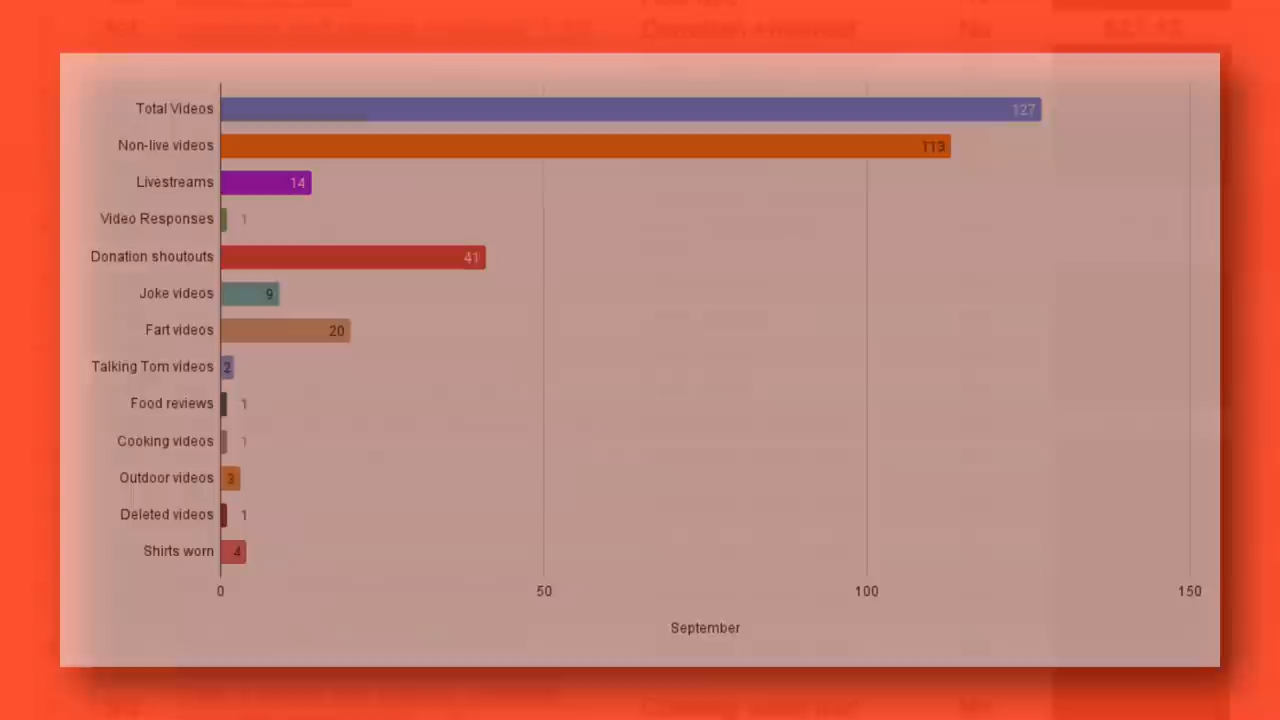 Total Videos 127
Non-live videos 113
Livestreams 14
Video Responses 1
Donation shoutouts 41
Joke videos 9
Fart videos 20
Talking Tom videos 2
Food reviews 1
Cooking videos 1
Outdoor videos 3
Deleted videos 1
Shirts worn 4
0 50 100 150
September